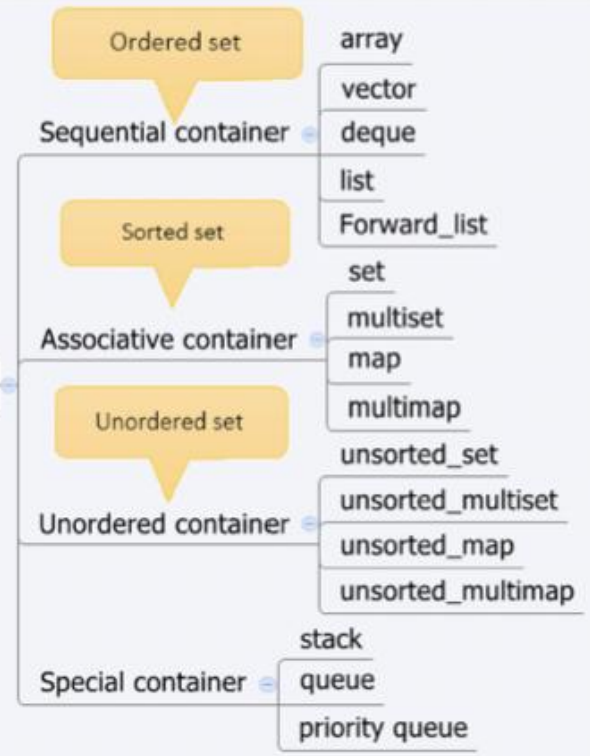 Ordered set
Sequential container
array
vector
deque
list
Forward_list
Sorted set
Associative container
set
multiset
map
multimap
Unordered set
Unordered container
unsorted_set
unsorted_multiset
unsorted_map
unsorted_multimap
Special container
stack
queue
priority queue